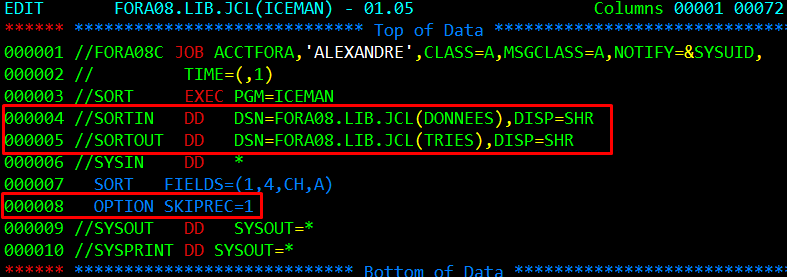 EDIT       FORA08.LIB.JCL(ICEMAN) - 01.05                  Columns 00001 00072
****** **************************** Top of Data ******************************
000001 //FORA08C JOB ACCTFORA,'ALEXANDRE',CLASS=A,MSGCLASS=A,NOTIFY=&SYSUID,
000002 //         TIME=(,1)
000003 //SORT     EXEC PGM=ICEMAN
000004 //SORTIN   DD   DSN=FORA08.LIB.JCL(DONNEES),DISP=SHR
000005 //SORTOUT  DD   DSN=FORA08.LIB.JCL(TRIES),DISP=SHR
000006 //SYSIN    DD   *
000007   SORT   FIELDS=(1,4,CH,A)
000008   OPTION SKIPREC=1
000009 //SYSOUT   DD   SYSOUT=*
000010 //SYSPRINT DD SYSOUT=*
****** **************************** Bottom of Data ***************************